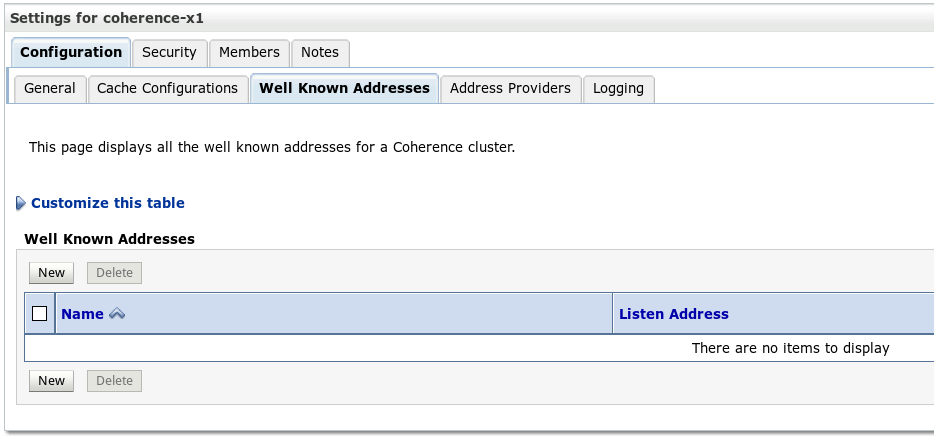 Settings for coherence-x1
Configuration Security Members Notes
General Cache Configurations Well Known Addresses Address Providers Logging
This page displays all the well known addresses for a Coherence cluster.
Customize this table
Well Known Addresses
New Delete
Name Listen Address
There are no items to display
New Delete